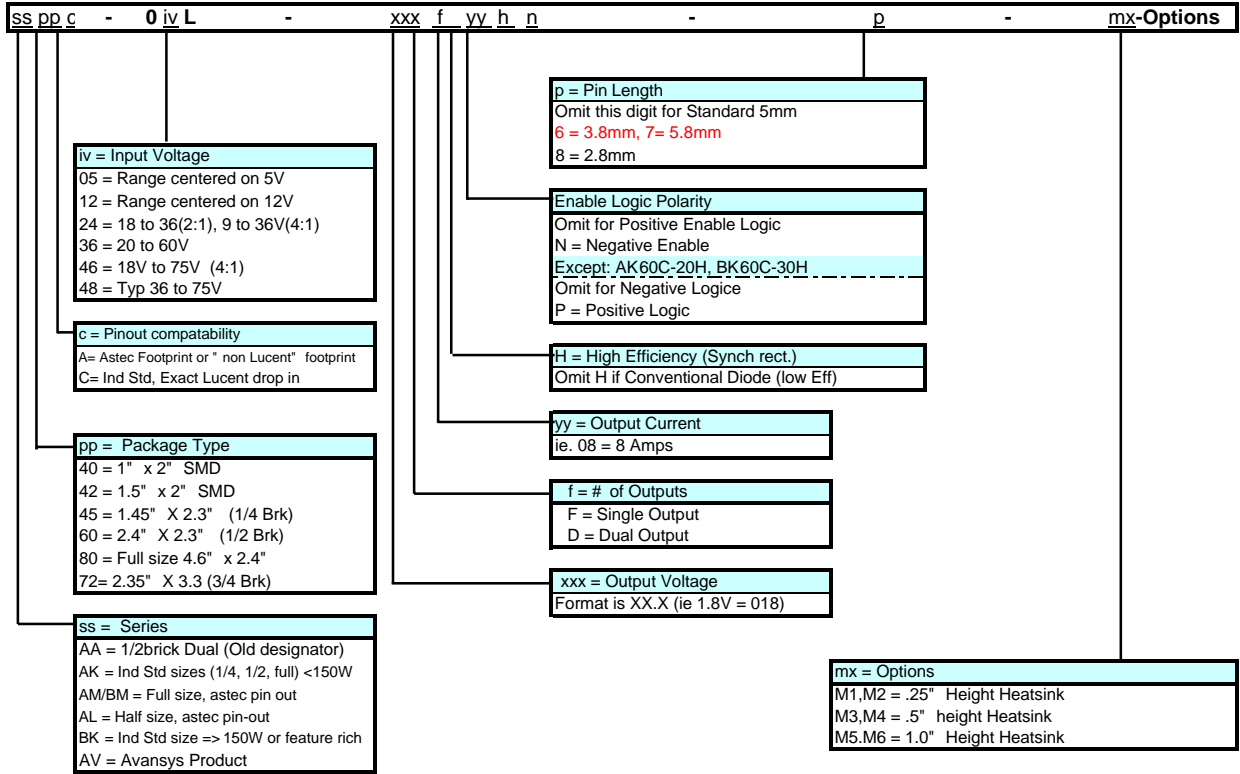 ss pp c - 0 iv L - xxx f yy h n - p - mx-Options
p = Pin Length
Omit this digit for Standard 5mm
6 = 3.8mm, 7= 5.8mm
8 = 2.8mm
iv = Input Voltage
05 = Range centered on 5V
12 = Range centered on 12V
24 = 18 to 36(2:1), 9 to 36V(4:1)
36 = 20 to 60V
46 = 18V to 75V (4:1)
48 = Typ 36 to 75V
Enable Logic Polarity
Omit for Positive Enable Logic
N = Negative Enable
Except: AK60C-20H, BK60C-30H
Omit for Negative Logice
P = Positive Logic
c = Pinout compatability
A= Astec Footprint or " non Lucent" footprint
C= Ind Std, Exact Lucent drop in
H = High Efficiency (Synch rect.)
Omit H if Conventional Diode (low Eff)
yy = Output Current
ie. 08 = 8 Amps
pp = Package Type
40 = 1" x 2" SMD
42 = 1.5" x 2" SMD
45 = 1.45" X 2.3" (1/4 Brk)
60 = 2.4" X 2.3" (1/2 Brk)
80 = Full size 4.6" x 2.4"
72= 2.35" X 3.3 (3/4 Brk)
f = # of Outputs
F = Single Output
D = Dual Output
xxx = Output Voltage
Format is XX.X (ie 1.8V = 018)
ss = Series
AA = 1/2brick Dual (Old designator)
AK = Ind Std sizes (1/4, 1/2, full) <150W
AM/BM = Full size, astec pin out
AL = Half size, astec pin-out
BK = Ind Std size => 150W or feature rich
AV = Avansys Product
mx = Options
M1,M2 = .25" Height Heatsink
M3,M4 = .5" height Heatsink
M5.M6 = 1.0" Height Heatsink